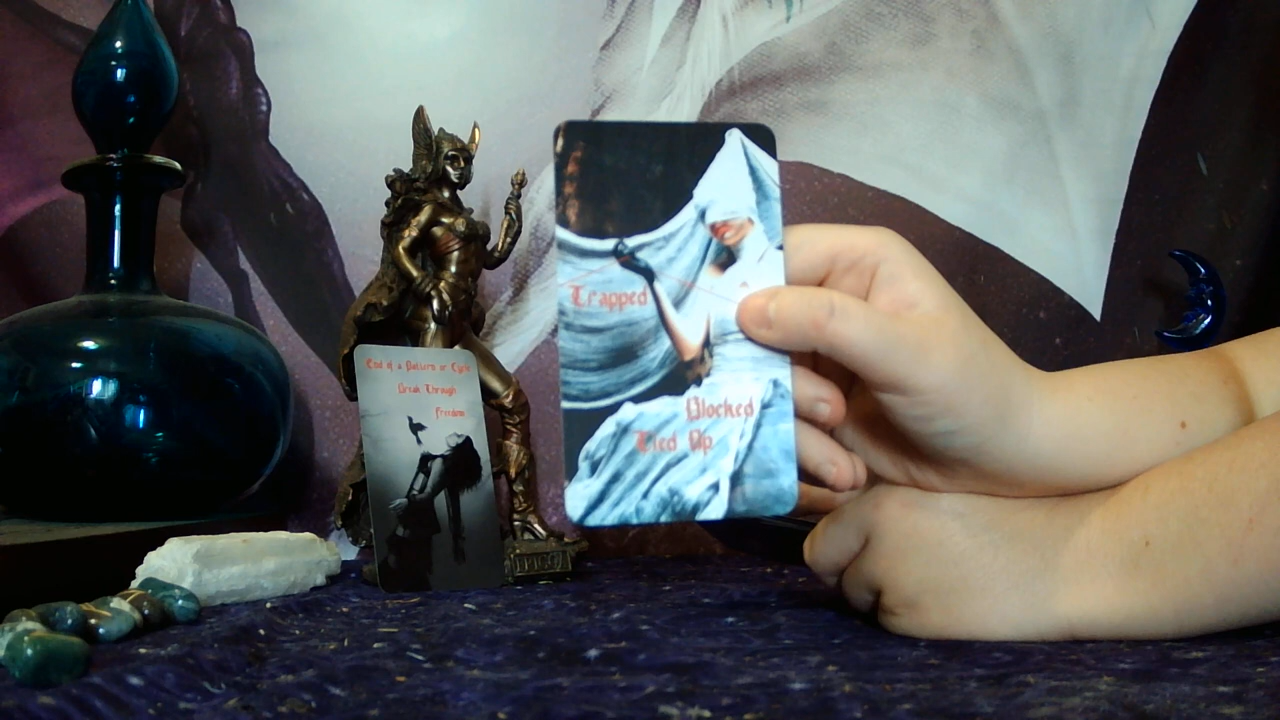 End of a Pattern or Cycle
Break Through
Freedom
Trapped
Blocked
Tied Up